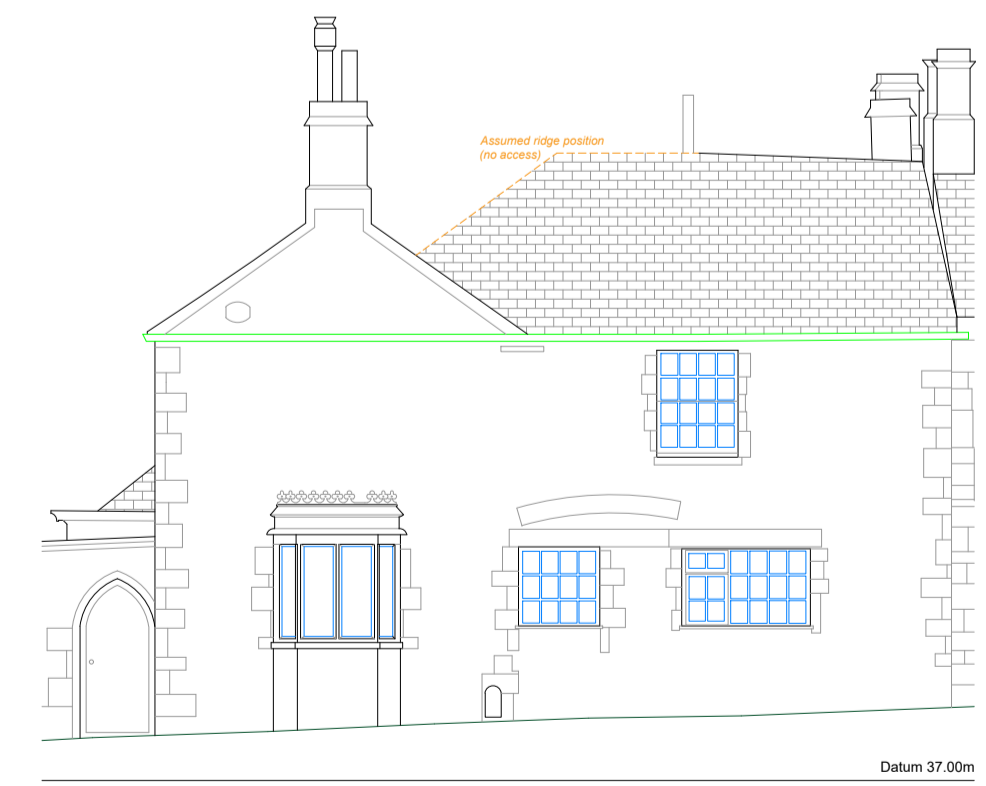 Assumed ridge position
(no access)
Datum 37.00m